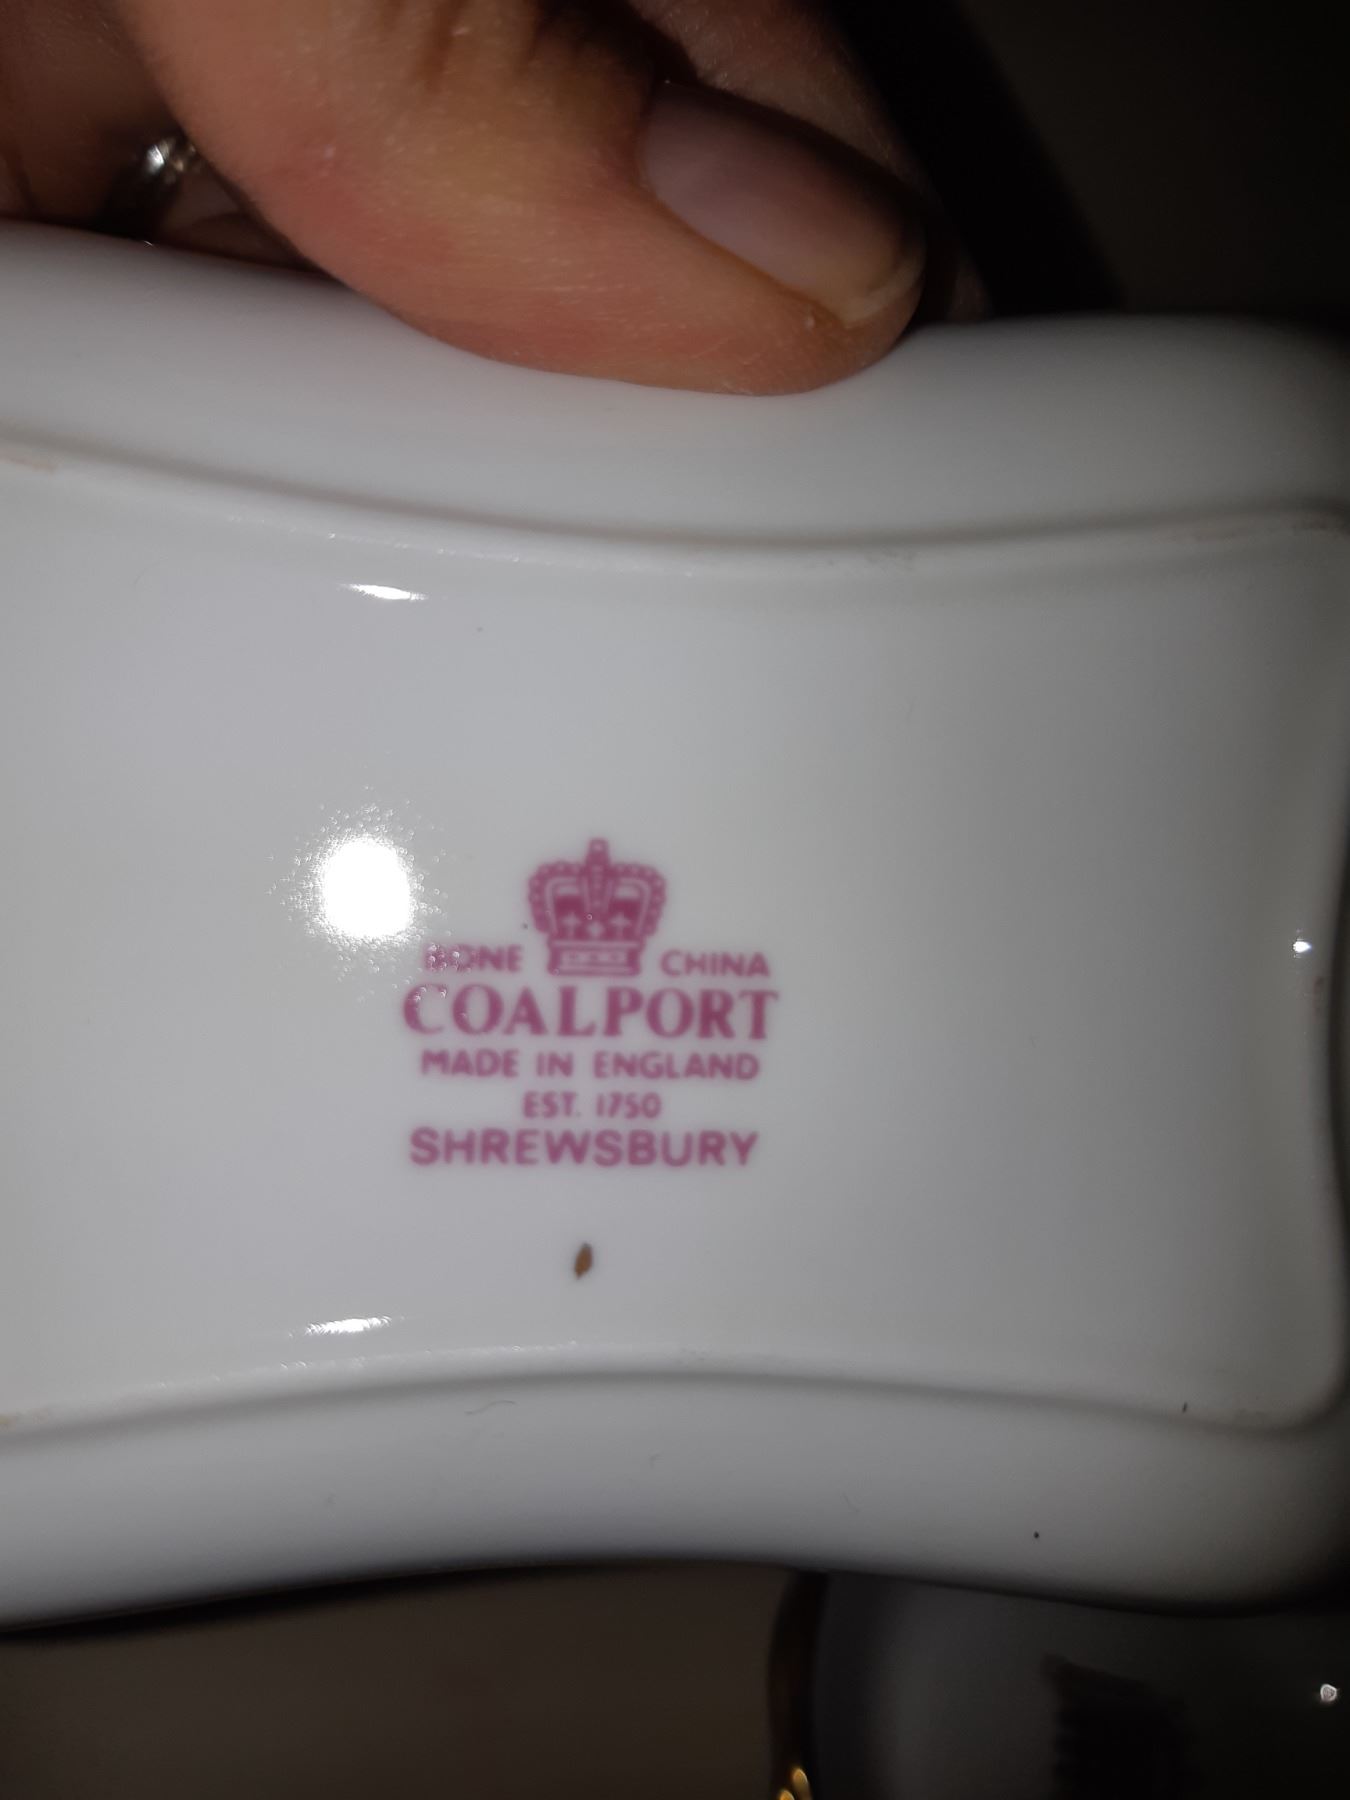 BONE CHINA
COALPORT
MADE IN ENGLAND
EST. 1750
SHREWSBURY